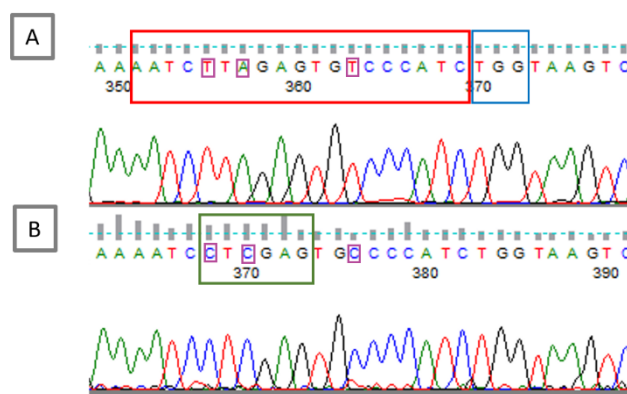 A
A A A A T C T T A G A G T G T C C C A T C T G G T A A G T C
350 360 370
B
A A A A T C C T C G A G T G C C C C A T C T G G T A A G T C
370 380 390